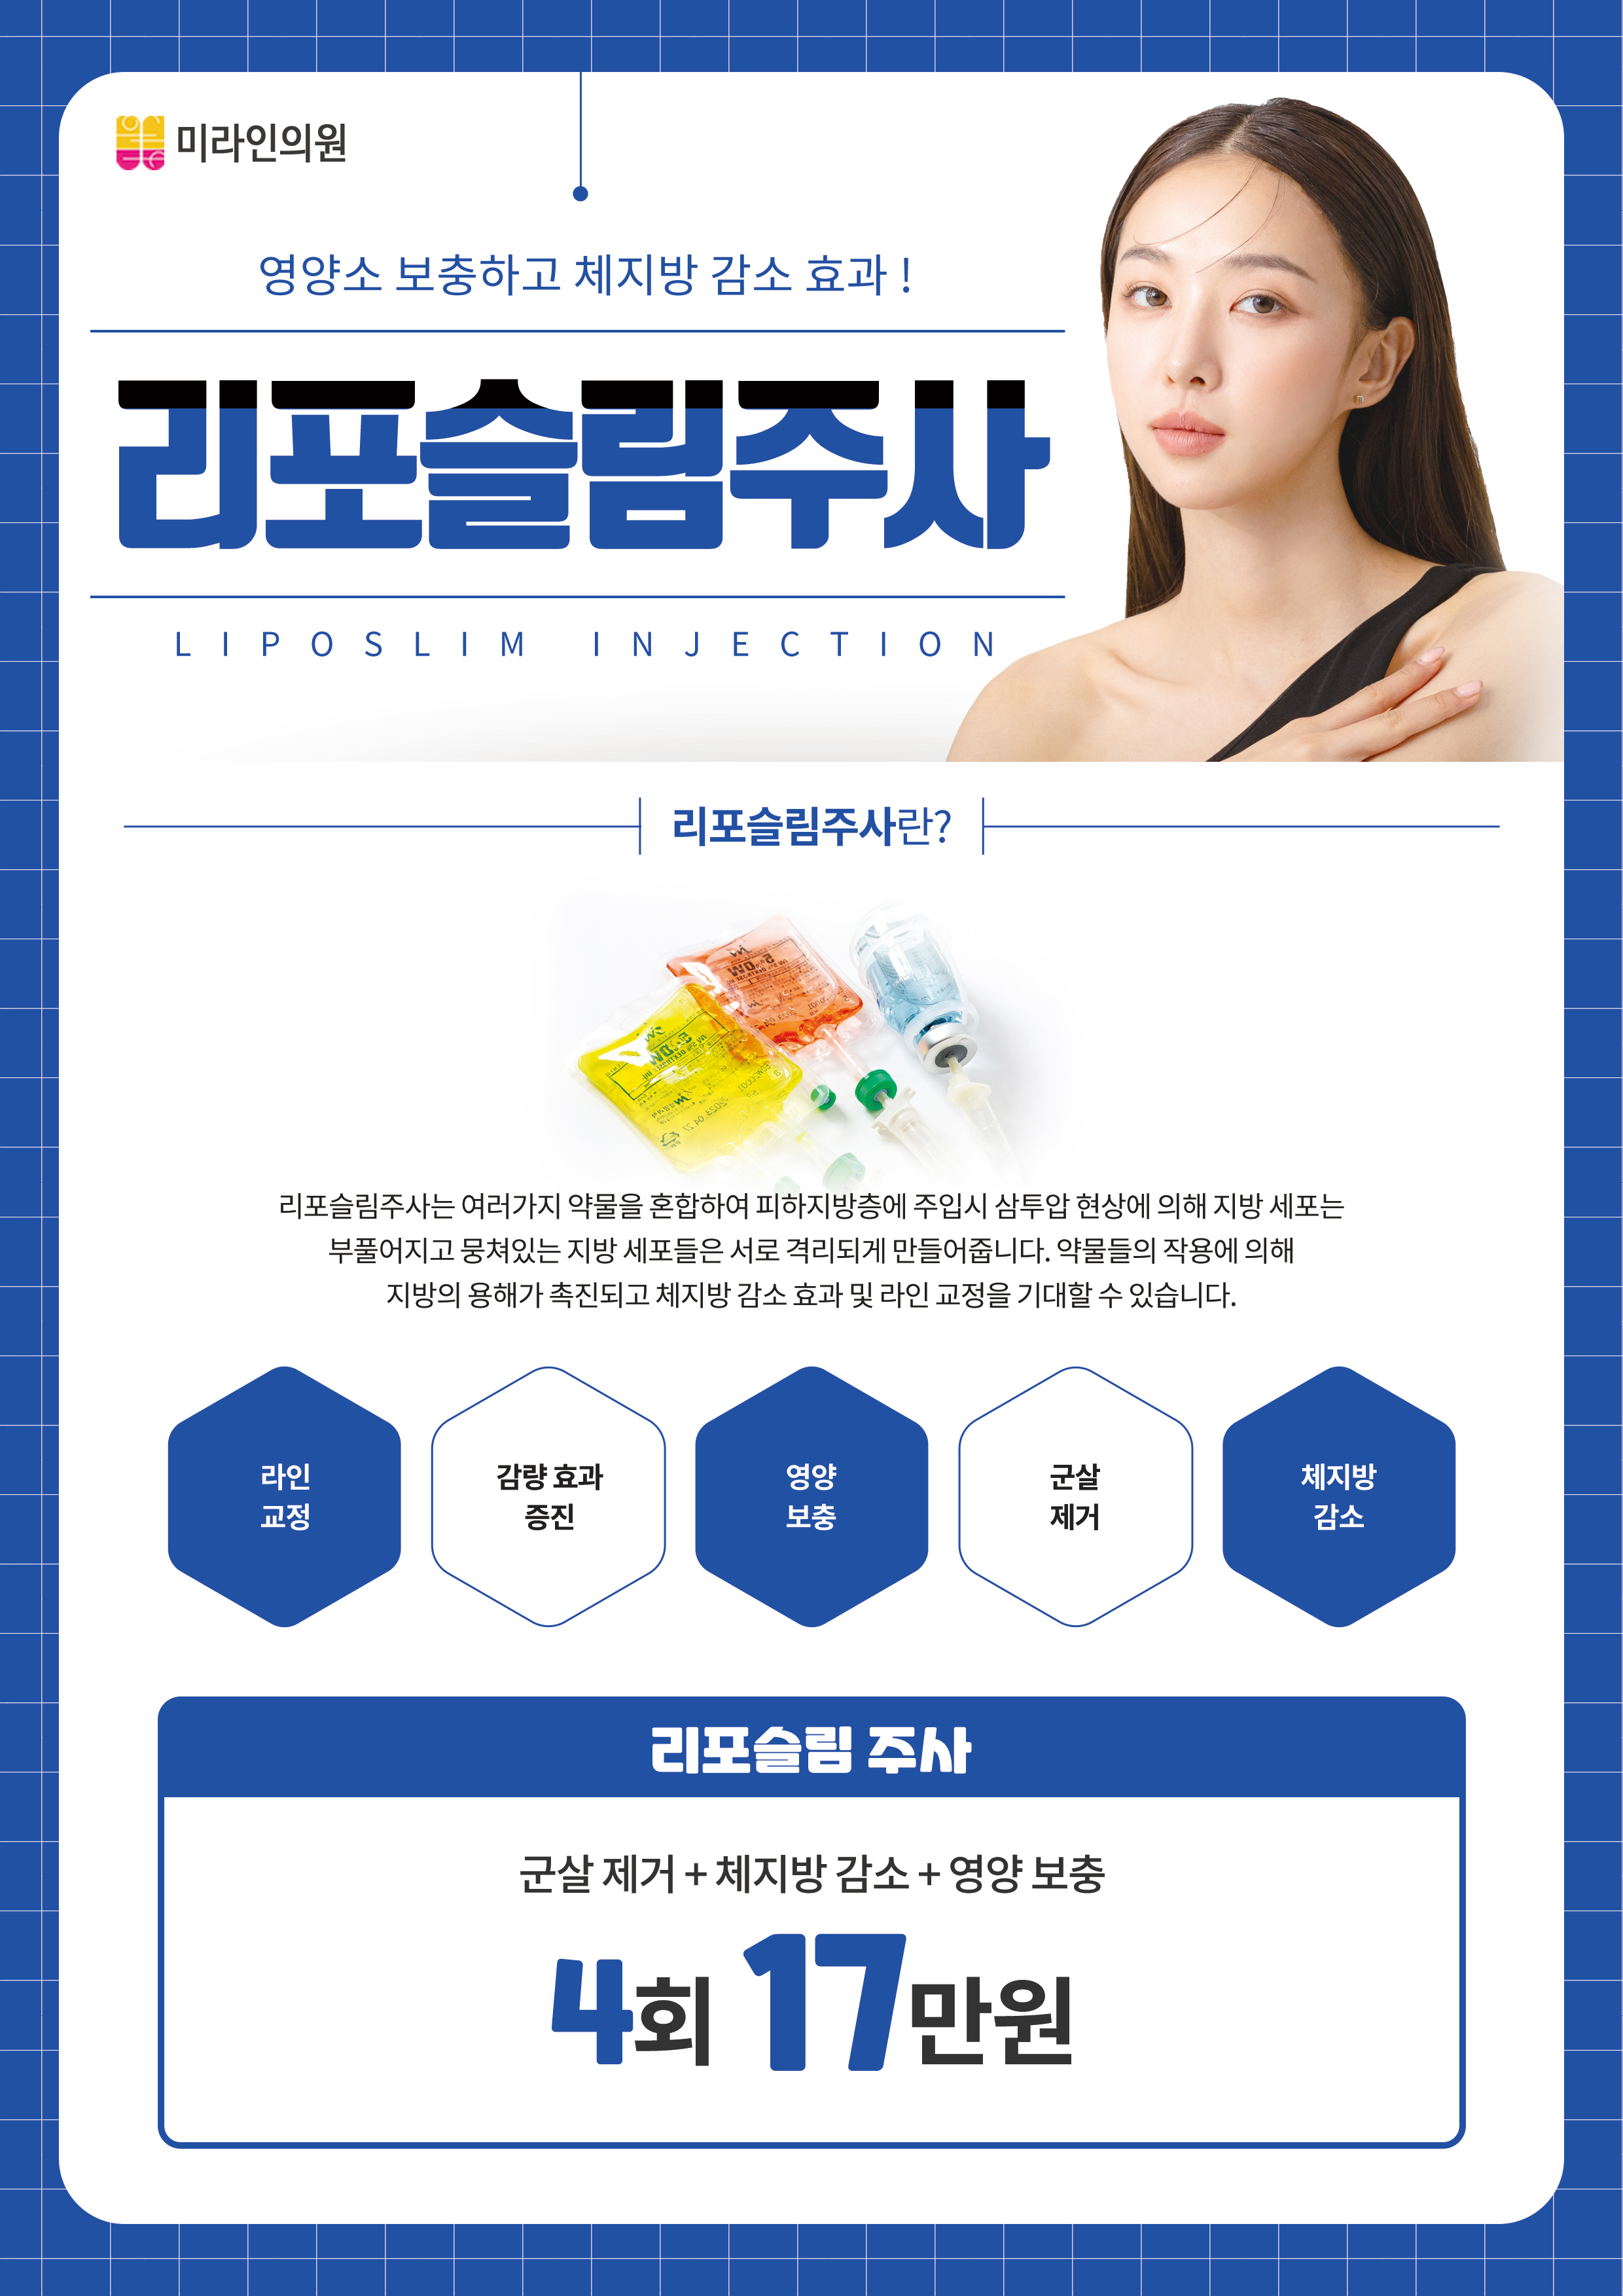 미라인의원
영양소 보충하고 체지방 감소 효과 !
리포슬림주사
LIPOSLIM INJECTION
리포슬림주사란?
5% DW
5% DW
2023.04.27
리포슬림주사는 여러가지 약물을 혼합하여 피하지방층에 주입시 삼투압 현상에 의해 지방 세포는
부풀어지고 뭉쳐있는 지방 세포들은 서로 격리되게 만들어줍니다. 약물들의 작용에 의해
지방의 용해가 촉진되고 체지방 감소 효과 및 라인 교정을 기대할 수 있습니다.
라인
교정
감량 효과
증진
영양
보충
군살
제거
체지방
감소
리포슬림 주사
군살 제거 + 체지방 감소 + 영양 보충
4회 17만원